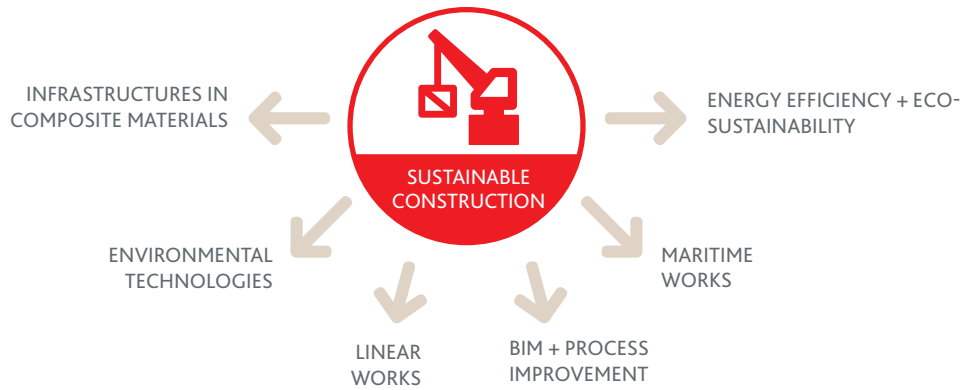 SUSTAINABLE
CONSTRUCTION
INFRASTRUCTURES IN
COMPOSITE MATERIALS
ENERGY EFFICIENCY + ECO-
SUSTAINABILITY
ENVIRONMENTAL
TECHNOLOGIES
MARITIME
WORKS
LINEAR
WORKS
BIM + PROCESS
IMPROVEMENT